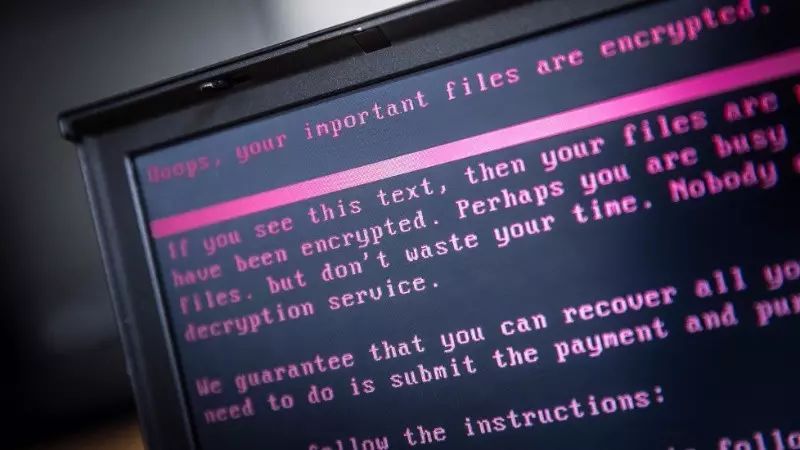 Ooops, your important files are encrypted.
If you see this text, then your files are
have been encrypted. Perhaps you are busy
files, but don't waste your time. Nobody
decryption service.
We guarantee that you can recover all yo
need to do is submit the payment and pur
follow the instructions: